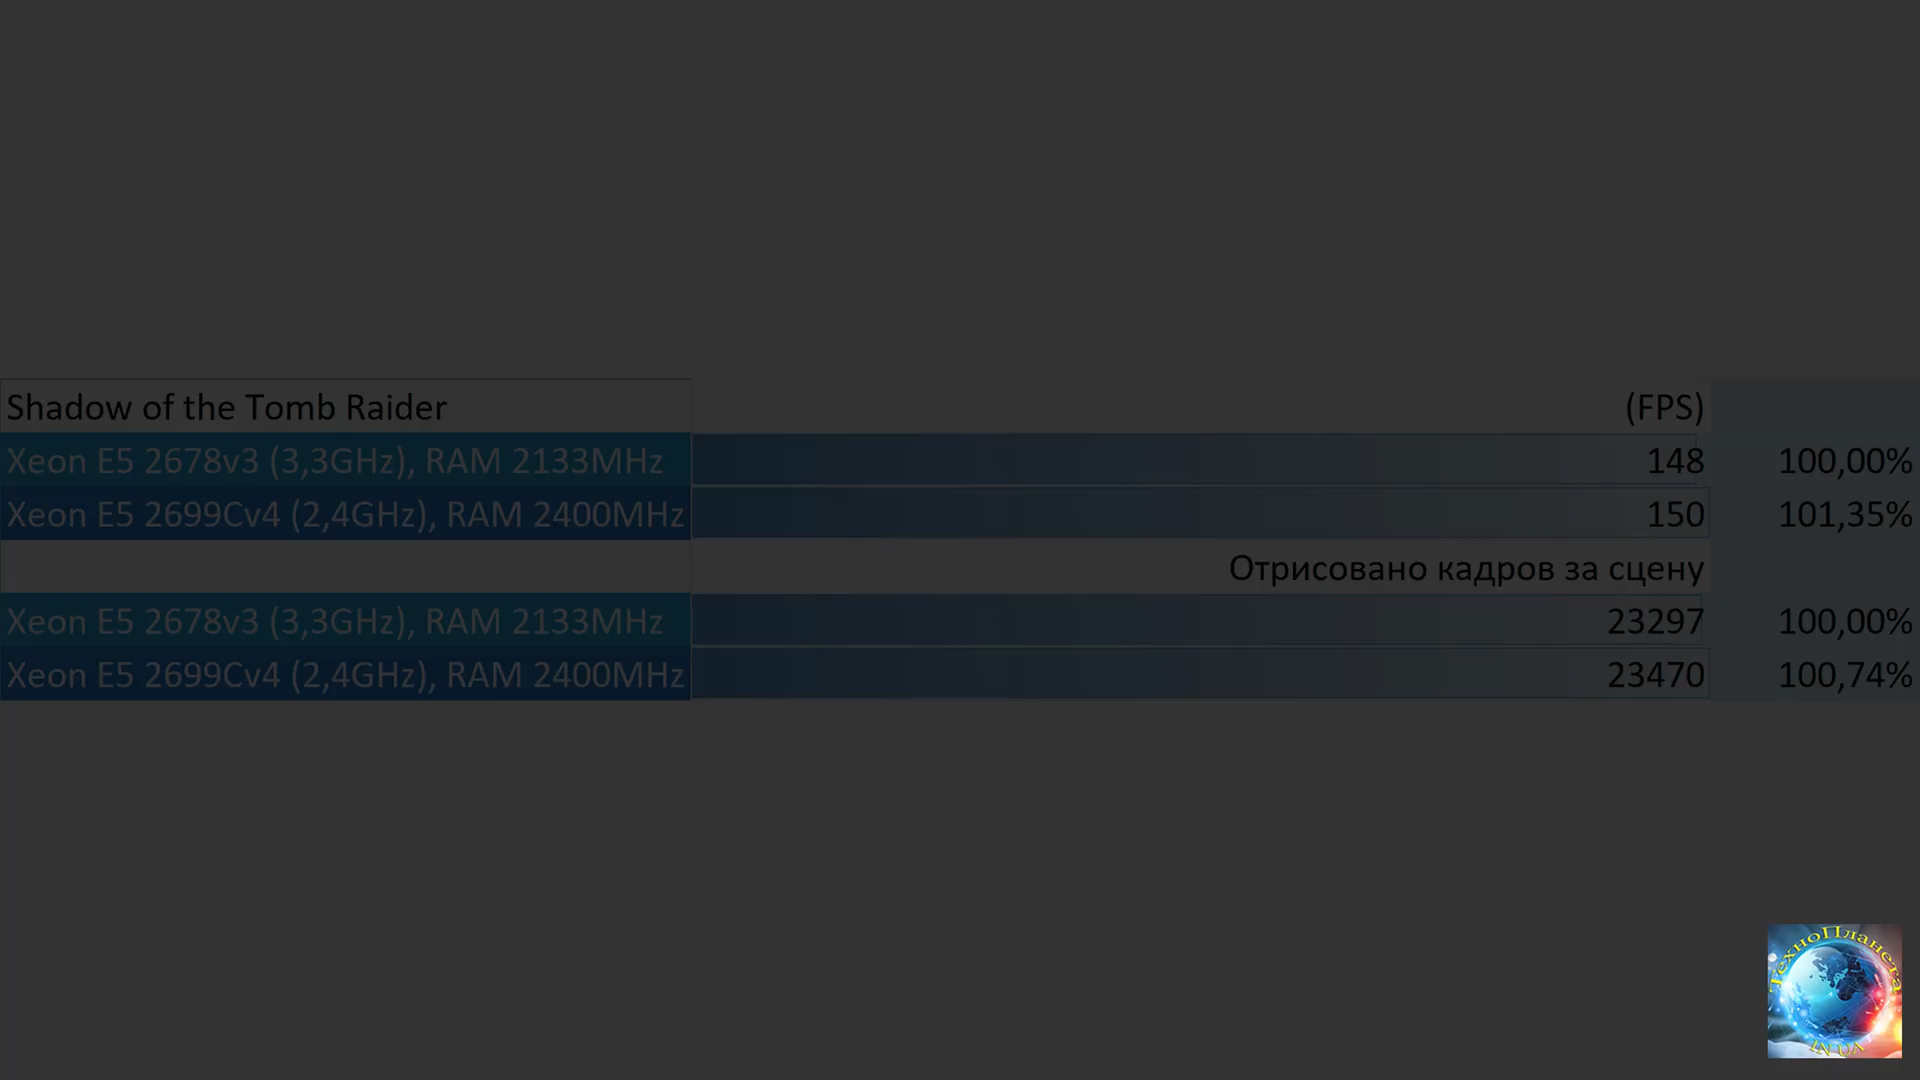 Shadow of the Tomb Raider (FPS)
Xeon E5 2678v3 (3,3GHz), RAM 2133MHz 148 100,00%
Xeon E5 2699Cv4 (2,4GHz), RAM 2400MHz 150 101,35%
Отрисовано кадров за сцену
Xeon E5 2678v3 (3,3GHz), RAM 2133MHz 23297 100,00%
Xeon E5 2699Cv4 (2,4GHz), RAM 2400MHz 23470 100,74%
ТехноПланета
IN UA